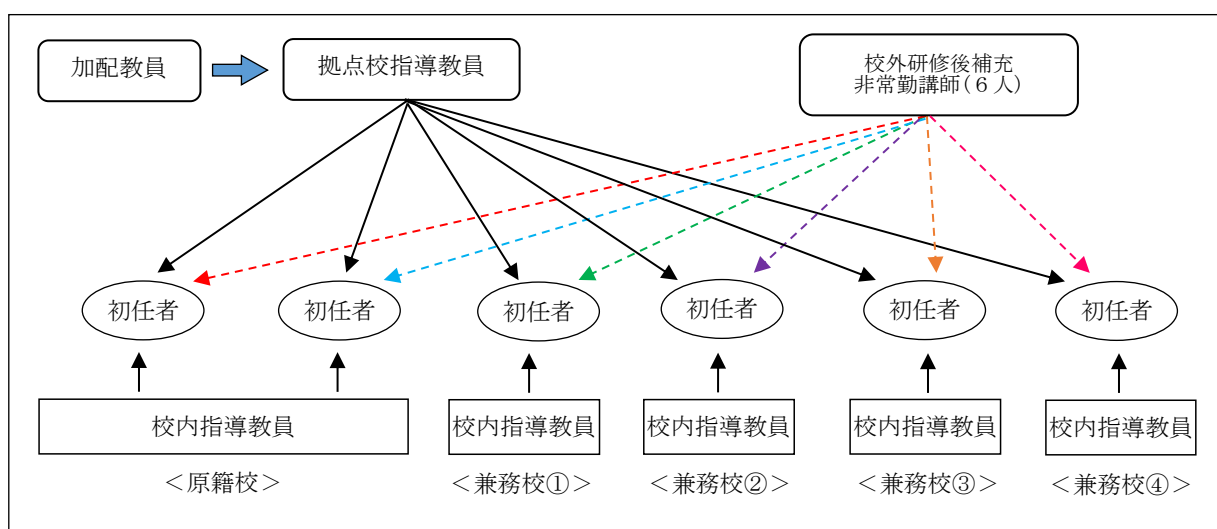 加配教員
拠点校指導教員
校外研修後補充
非常勤講師(6人)
初任者
初任者
初任者
初任者
初任者
初任者
校内指導教員
校内指導教員
校内指導教員
校内指導教員
校内指導教員
<原籍校>
<兼務校①>
<兼務校②>
<兼務校③>
<兼務校④>